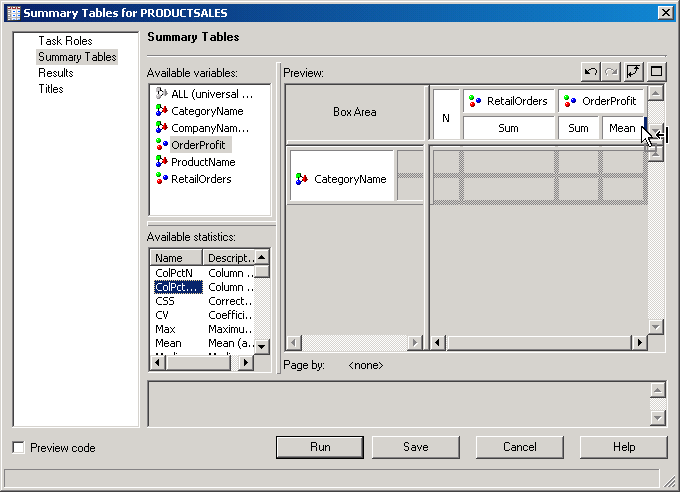 Summary Tables for PRODUCTSALES
Task Roles
Summary Tables
Results
Titles
Summary Tables
Available variables:
ALL (universal ...
CategoryName
CompanyNam...
OrderProfit
ProductName
RetailOrders
Available statistics:
Name Descript...
ColPctN Column ...
ColPct... Column ...
CSS Correct...
CV Coeffici...
Max Maximu...
Mean Mean (a...
Preview:
Box Area
N
RetailOrders OrderProfit
Sum Sum Mean
CategoryName
Page by: <none>
Preview code
Run Save Cancel Help